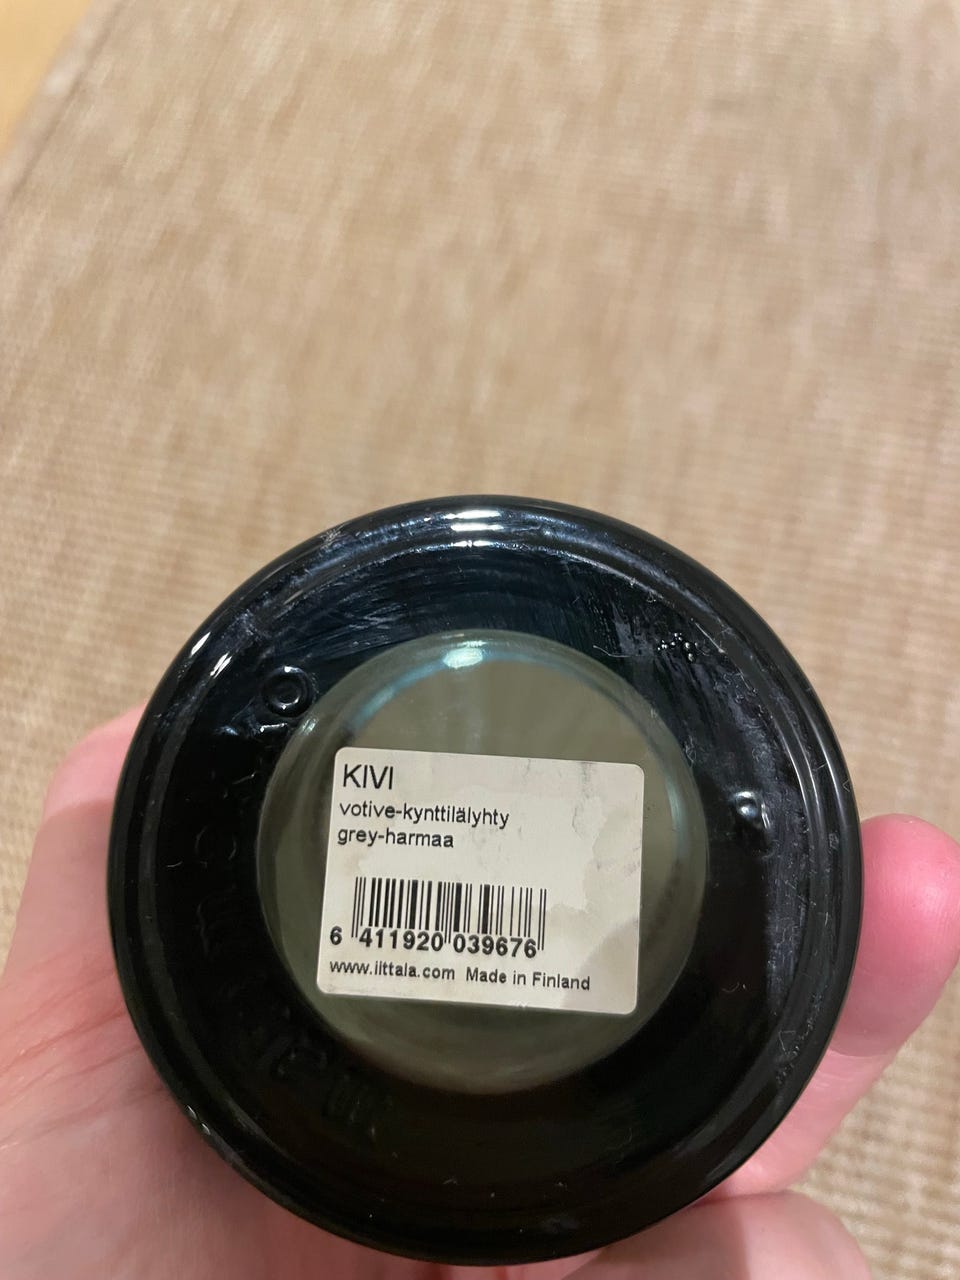 KIVI
votive-kynttilälyhty
grey-harmaa
6 411920 039676
www.iittala.com Made in Finland